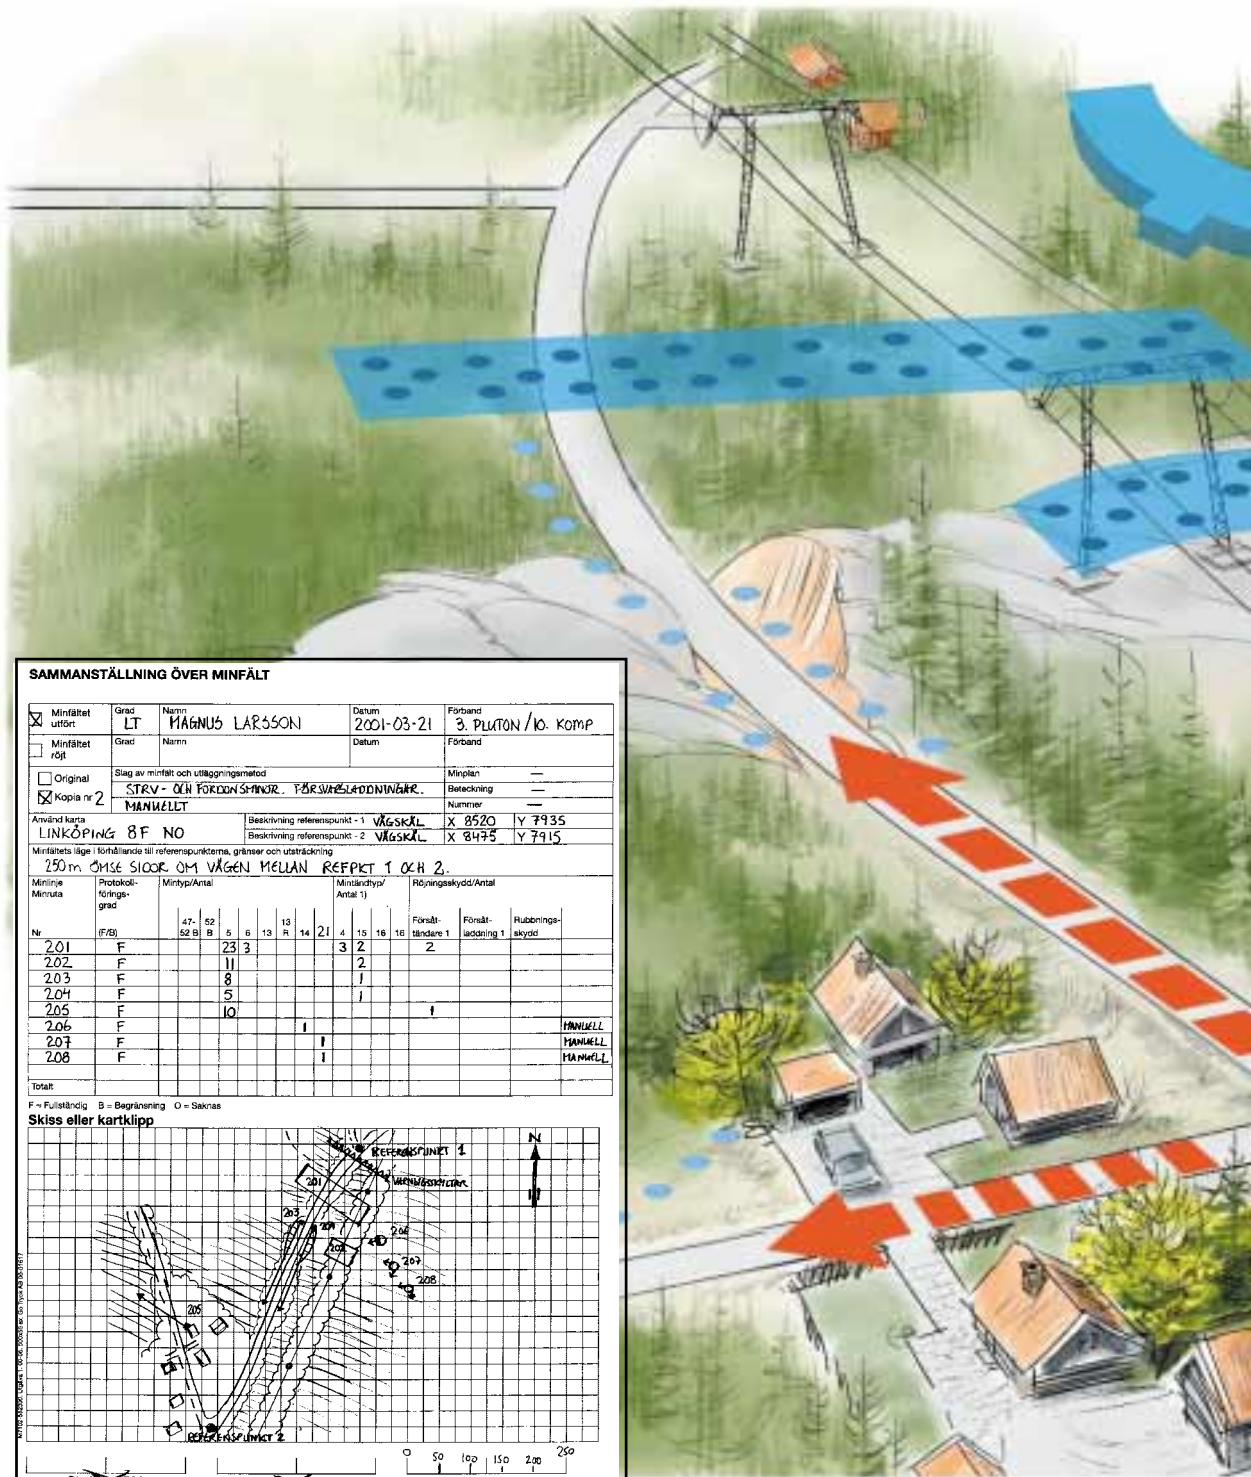 SAMMANSTÄLLNING ÖVER MINFÄLT
Minfältet utfört Grad LT Namn MAGNUS LARSSON Datum 2001-03-21 Förband 3. PLUTON / 10. KOMP
Minfältet röjt Grad Namn Datum Förband
Original Slag av minfält och utläggningsmetod Minplan —
STRV- OCH FORDONSMINOR. FÖRSVARSLADDNINGAR. Beteckning —
Kopia nr 2 MANUELLT Nummer —
Använd karta Beskrivning referenspunkt - 1 VÄGSKÄL X 8520 Y 7935
LINKÖPING 8F NO Beskrivning referenspunkt - 2 VÄGSKÄL X 8475 Y 7915
Minfältets läge i förhållande till referenspunkterna, gränser och utsträckning
250m ÖMSE SIDOR OM VÄGEN MELLAN REFPKT 1 OCH 2.
Minlinje Minruta Protokoll-förings-grad Mintyp/Antal Mintändtyp/Antal 1) Röjningsskydd/Antal
Nr (F/B) 47-52 B 52 B 5 6 13 13 R 14 21 4 15 16 16 Försåt-tändare 1 Försåt-laddning 1 Rubbnings-skydd
201 F 23 3 3 2 2
202 F 11 2
203 F 8 1
204 F 5 1
205 F 10 1
206 F 1 MANUELL
207 F 1 MANUELL
208 F 1 MANUELL
Totalt
F = Fullständig B = Begränsning O = Saknas
Skiss eller kartklipp
N
REFERENSPUNKT 1
VARNINGSSKYLTAR
201
203
204
202
206
207
208
205
REFERENSPUNKT 2
0 50 100 150 200 250